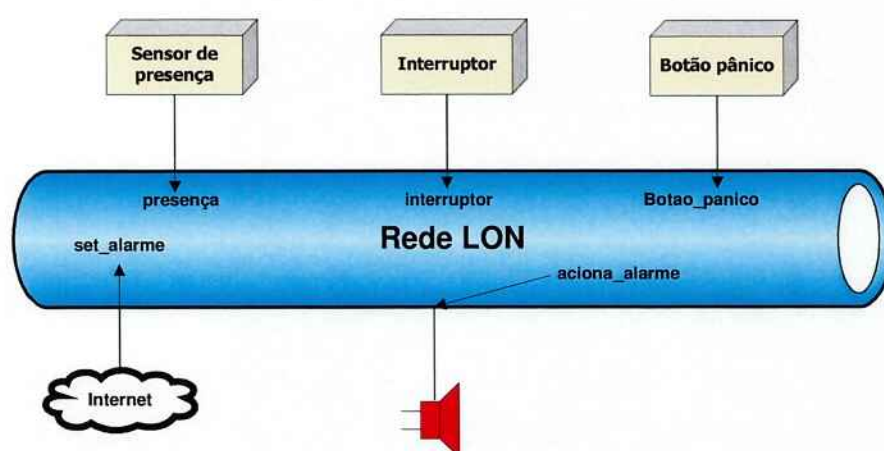 Sensor de
presença
Interruptor
Botão pânico
presença
interruptor
Botao_panico
set_alarme
Rede LON
aciona_alarme
Internet